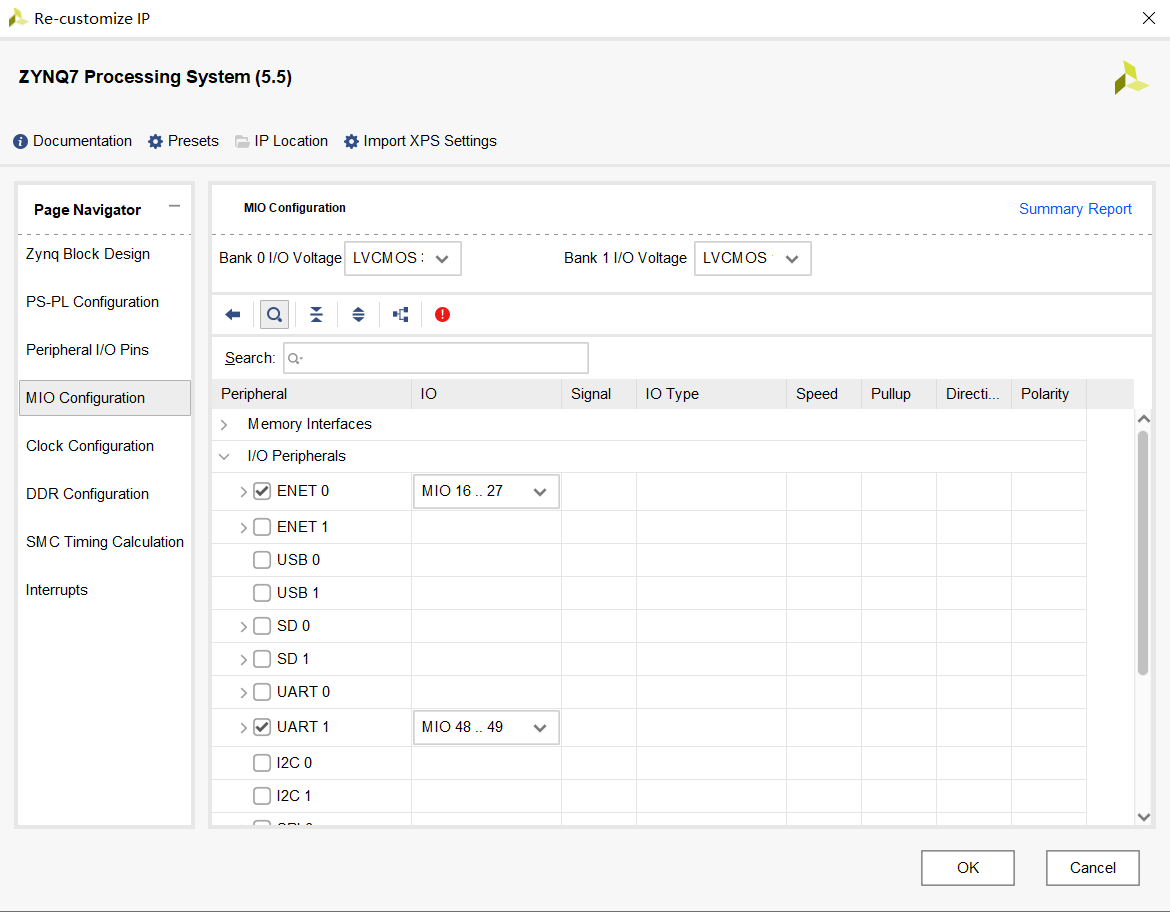 Re-customize IP
ZYNQ7 Processing System (5.5)
Documentation Presets IP Location Import XPS Settings
Page Navigator
Zynq Block Design
PS-PL Configuration
Peripheral I/O Pins
MIO Configuration
Clock Configuration
DDR Configuration
SMC Timing Calculation
Interrupts
MIO Configuration Summary Report
Bank 0 I/O Voltage LVCMOS Bank 1 I/O Voltage LVCMOS
Search:
Peripheral IO Signal IO Type Speed Pullup Directi... Polarity
Memory Interfaces
I/O Peripherals
ENET 0 MIO 16 .. 27
ENET 1
USB 0
USB 1
SD 0
SD 1
UART 0
UART 1 MIO 48 .. 49
I2C 0
I2C 1
OK Cancel